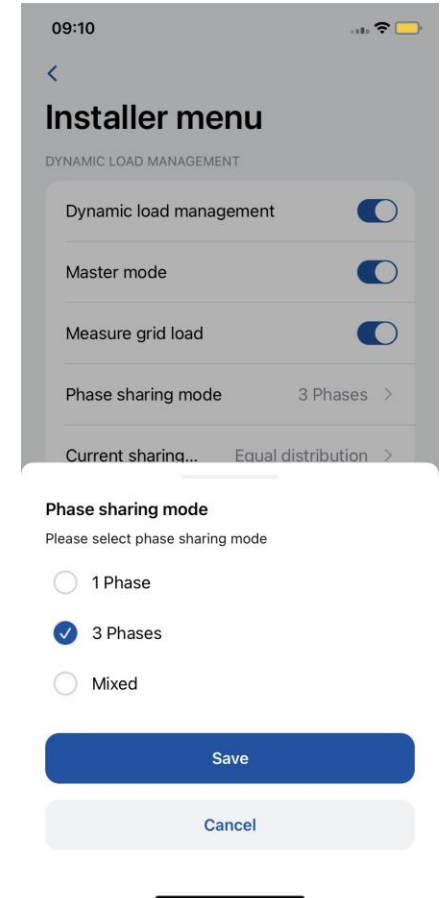 09:10
Installer menu
DYNAMIC LOAD MANAGEMENT
Dynamic load management
Master mode
Measure grid load
Phase sharing mode 3 Phases
Current sharing... Equal distribution
Phase sharing mode
Please select phase sharing mode
1 Phase
3 Phases
Mixed
Save
Cancel